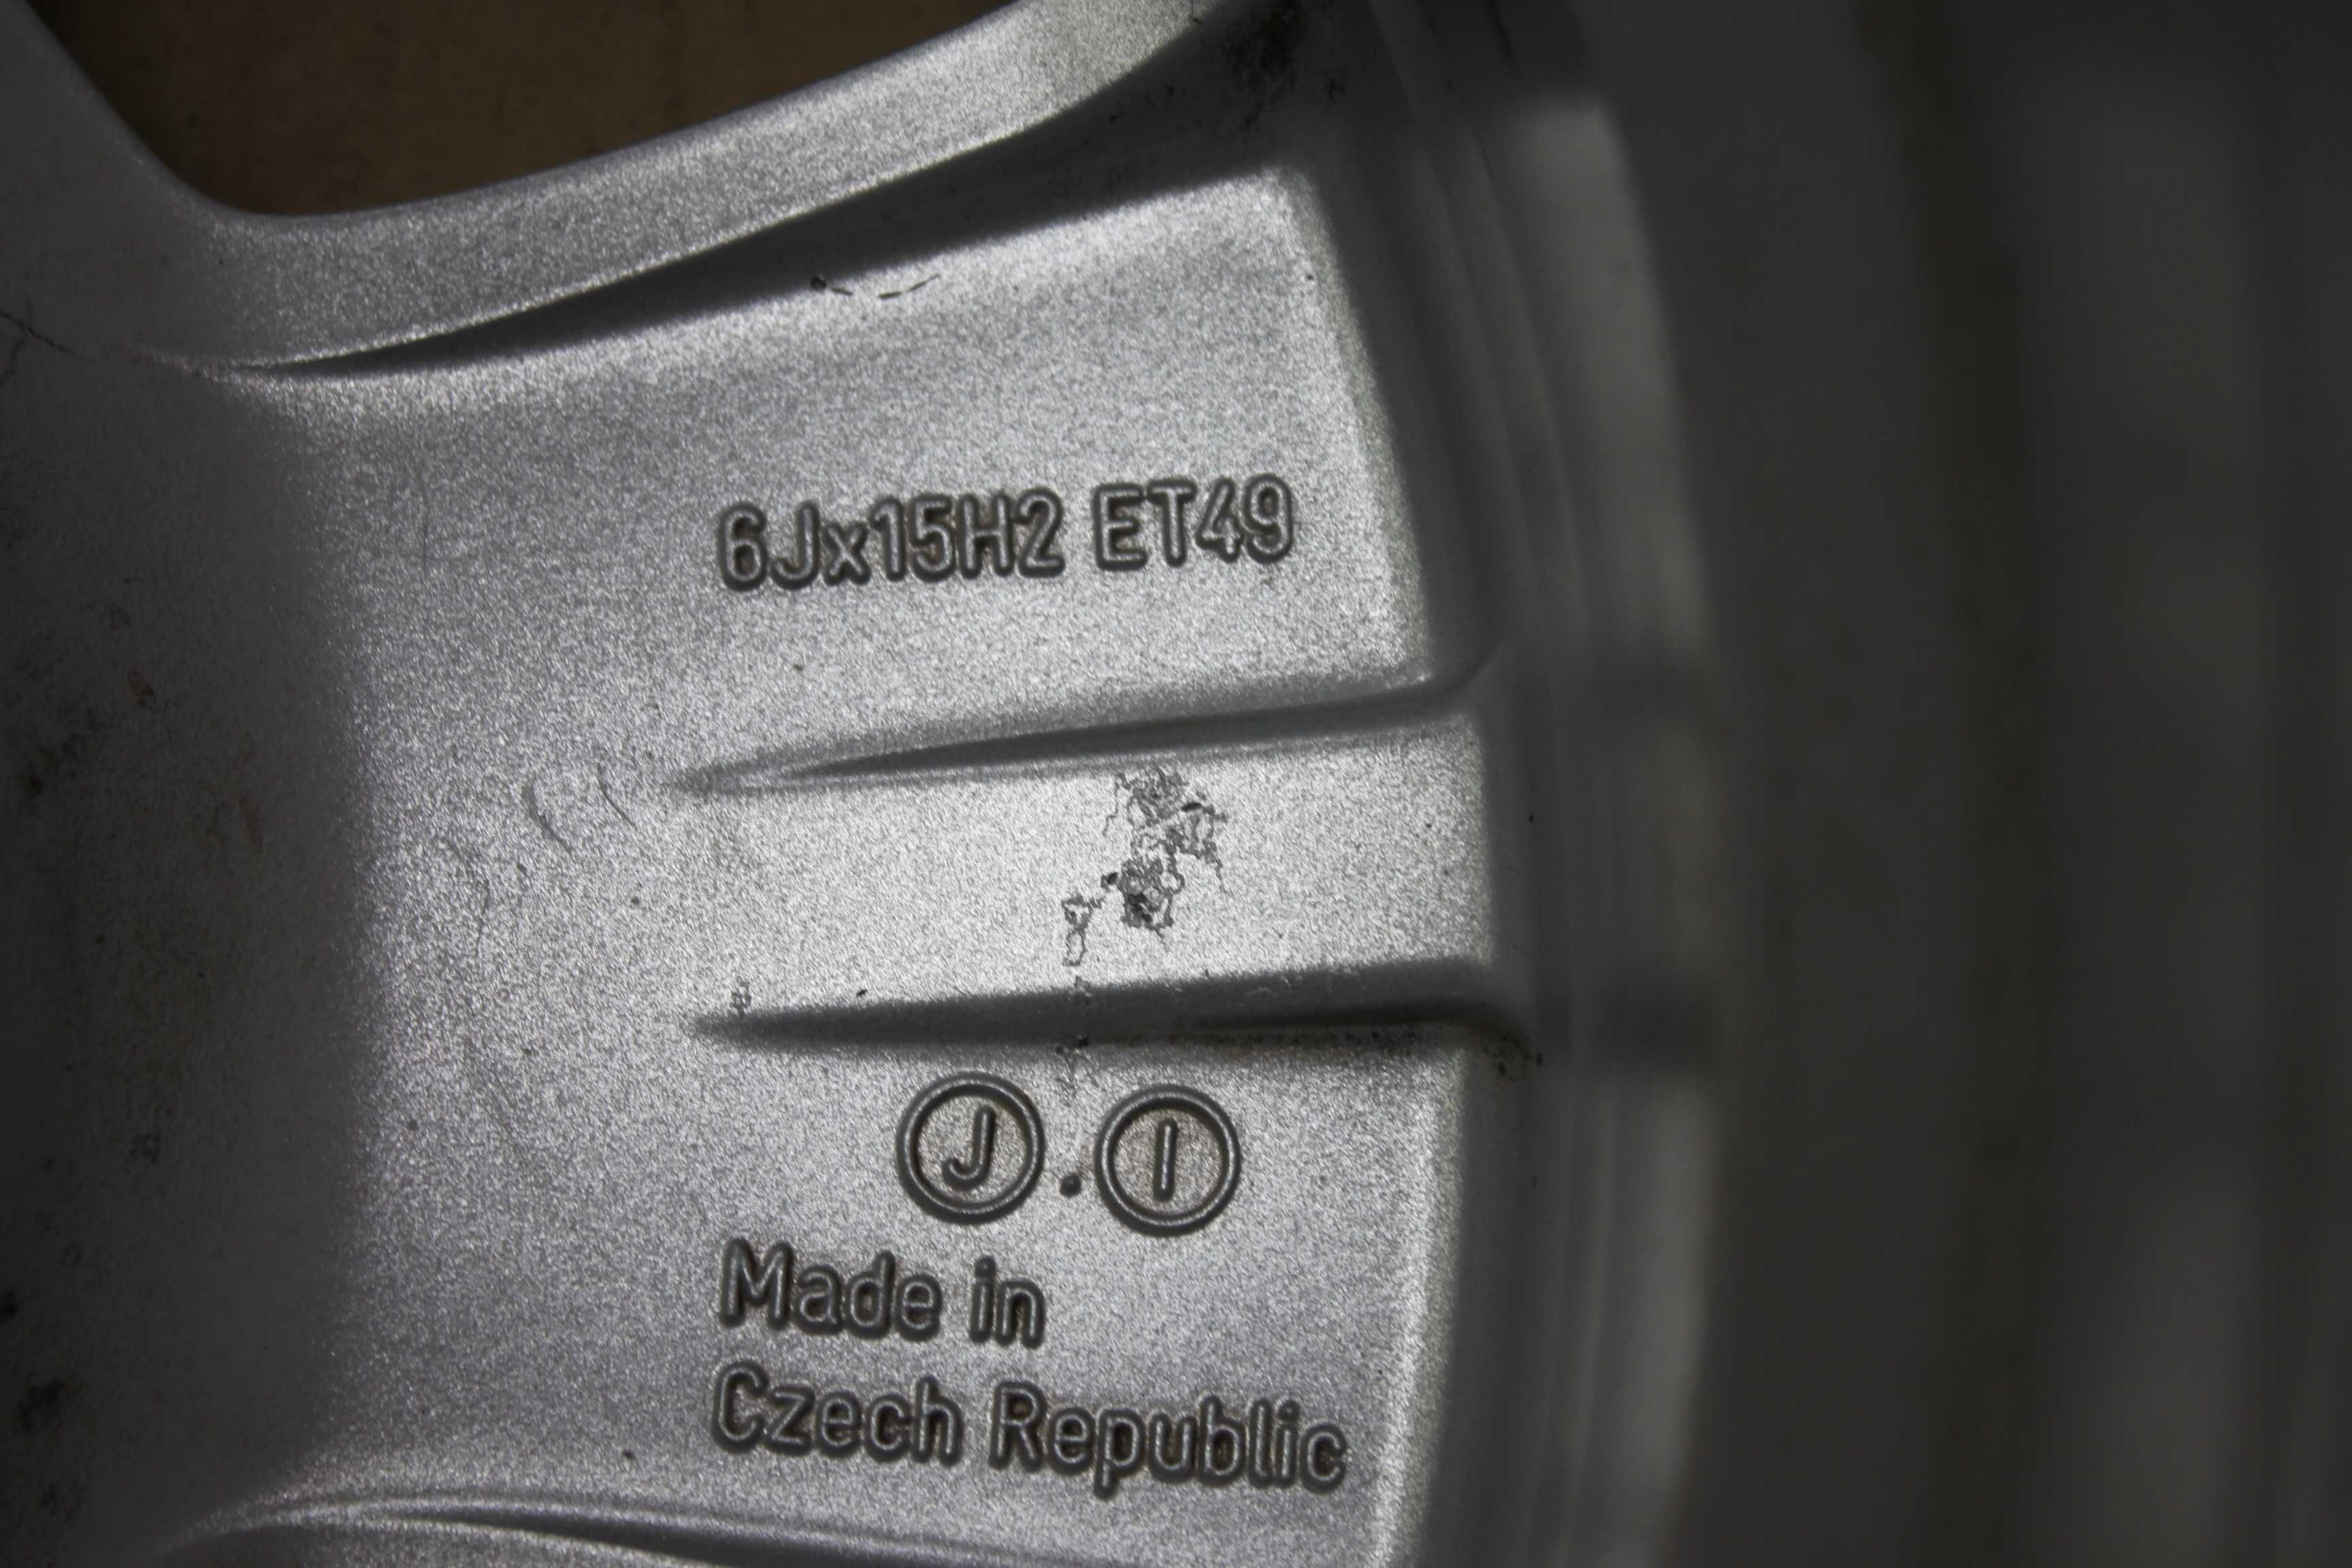 6Jx15H2 ET49
J . I
Made in
Czech Republic